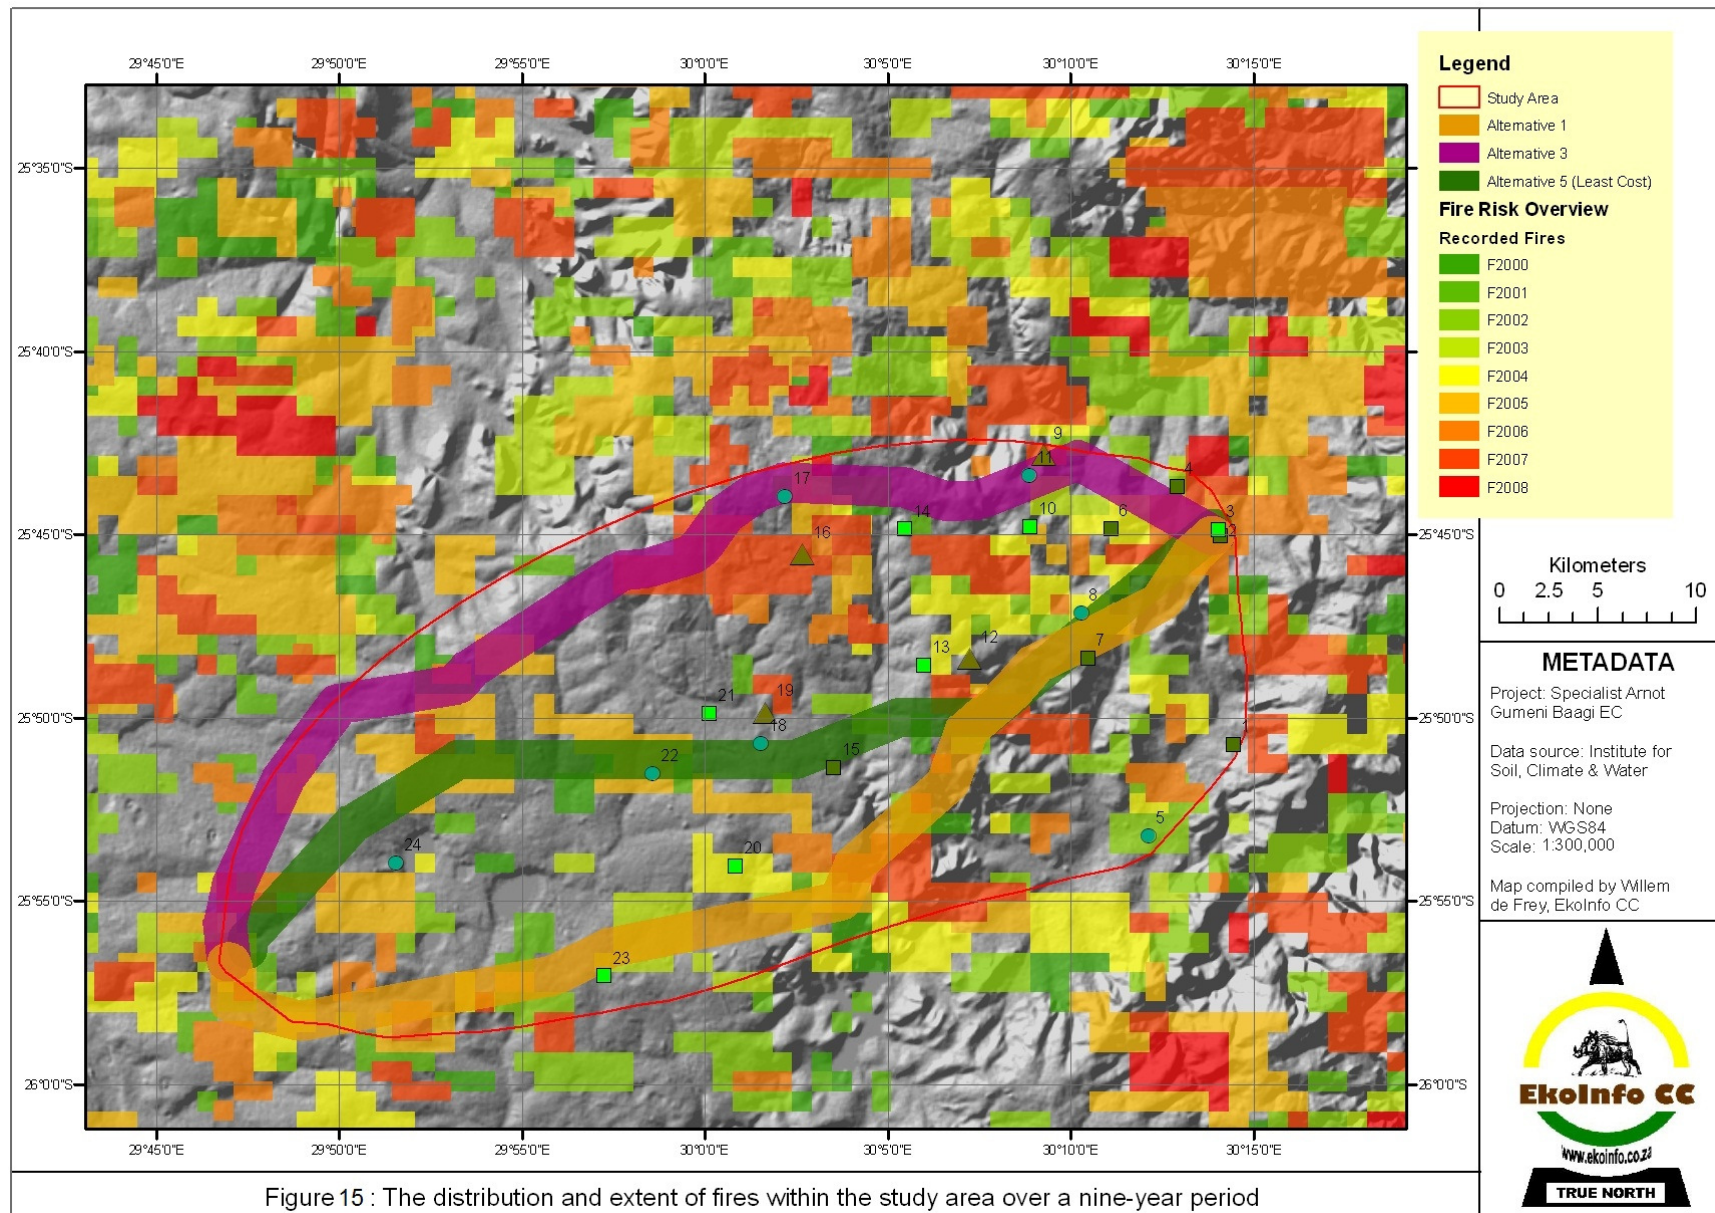 29°45'0"E 29°50'0"E 29°55'0"E 30°0'0"E 30°5'0"E 30°10'0"E 30°15'0"E
25°35'0"S 25°35'0"S
25°40'0"S 25°40'0"S
25°45'0"S 25°45'0"S
25°50'0"S 25°50'0"S
25°55'0"S 25°55'0"S
26°0'0"S 26°0'0"S
9
11
4
17
14
10
6
3
2
16
8
7
12
13
19
21
18
1
15
22
5
24
20
23
29°45'0"E 29°50'0"E 29°55'0"E 30°0'0"E 30°5'0"E 30°10'0"E 30°15'0"E
Figure 15 : The distribution and extent of fires within the study area over a nine-year period
Legend
Study Area
Alternative 1
Alternative 3
Alternative 5 (Least Cost)
Fire Risk Overview
Recorded Fires
F2000
F2001
F2002
F2003
F2004
F2005
F2006
F2007
F2008
Kilometers
0 2.5 5 10
METADATA
Project: Specialist Arnot
Gumeni Baagi EC
Data source: Institute for
Soil, Climate & Water
Projection: None
Datum: WGS84
Scale: 1:300,000
Map compiled by Willem
de Frey, EkoInfo CC
EkoInfo CC
www.ekoinfo.co.za
TRUE NORTH